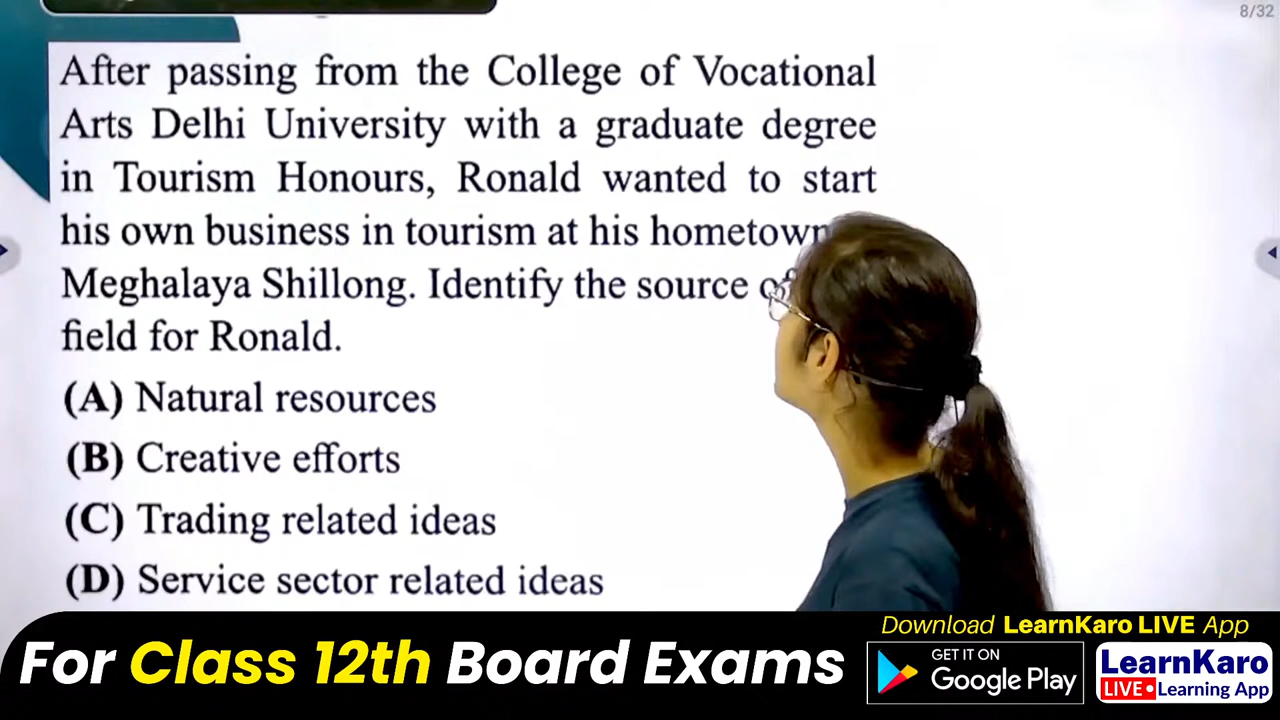 8/32
After passing from the College of Vocational
Arts Delhi University with a graduate degree
in Tourism Honours, Ronald wanted to start
his own business in tourism at his hometown
Meghalaya Shillong. Identify the source of
field for Ronald.
(A) Natural resources
(B) Creative efforts
(C) Trading related ideas
(D) Service sector related ideas
For Class 12th Board Exams
Download LearnKaro LIVE App
GET IT ON
Google Play
LearnKaro
LIVE Learning App